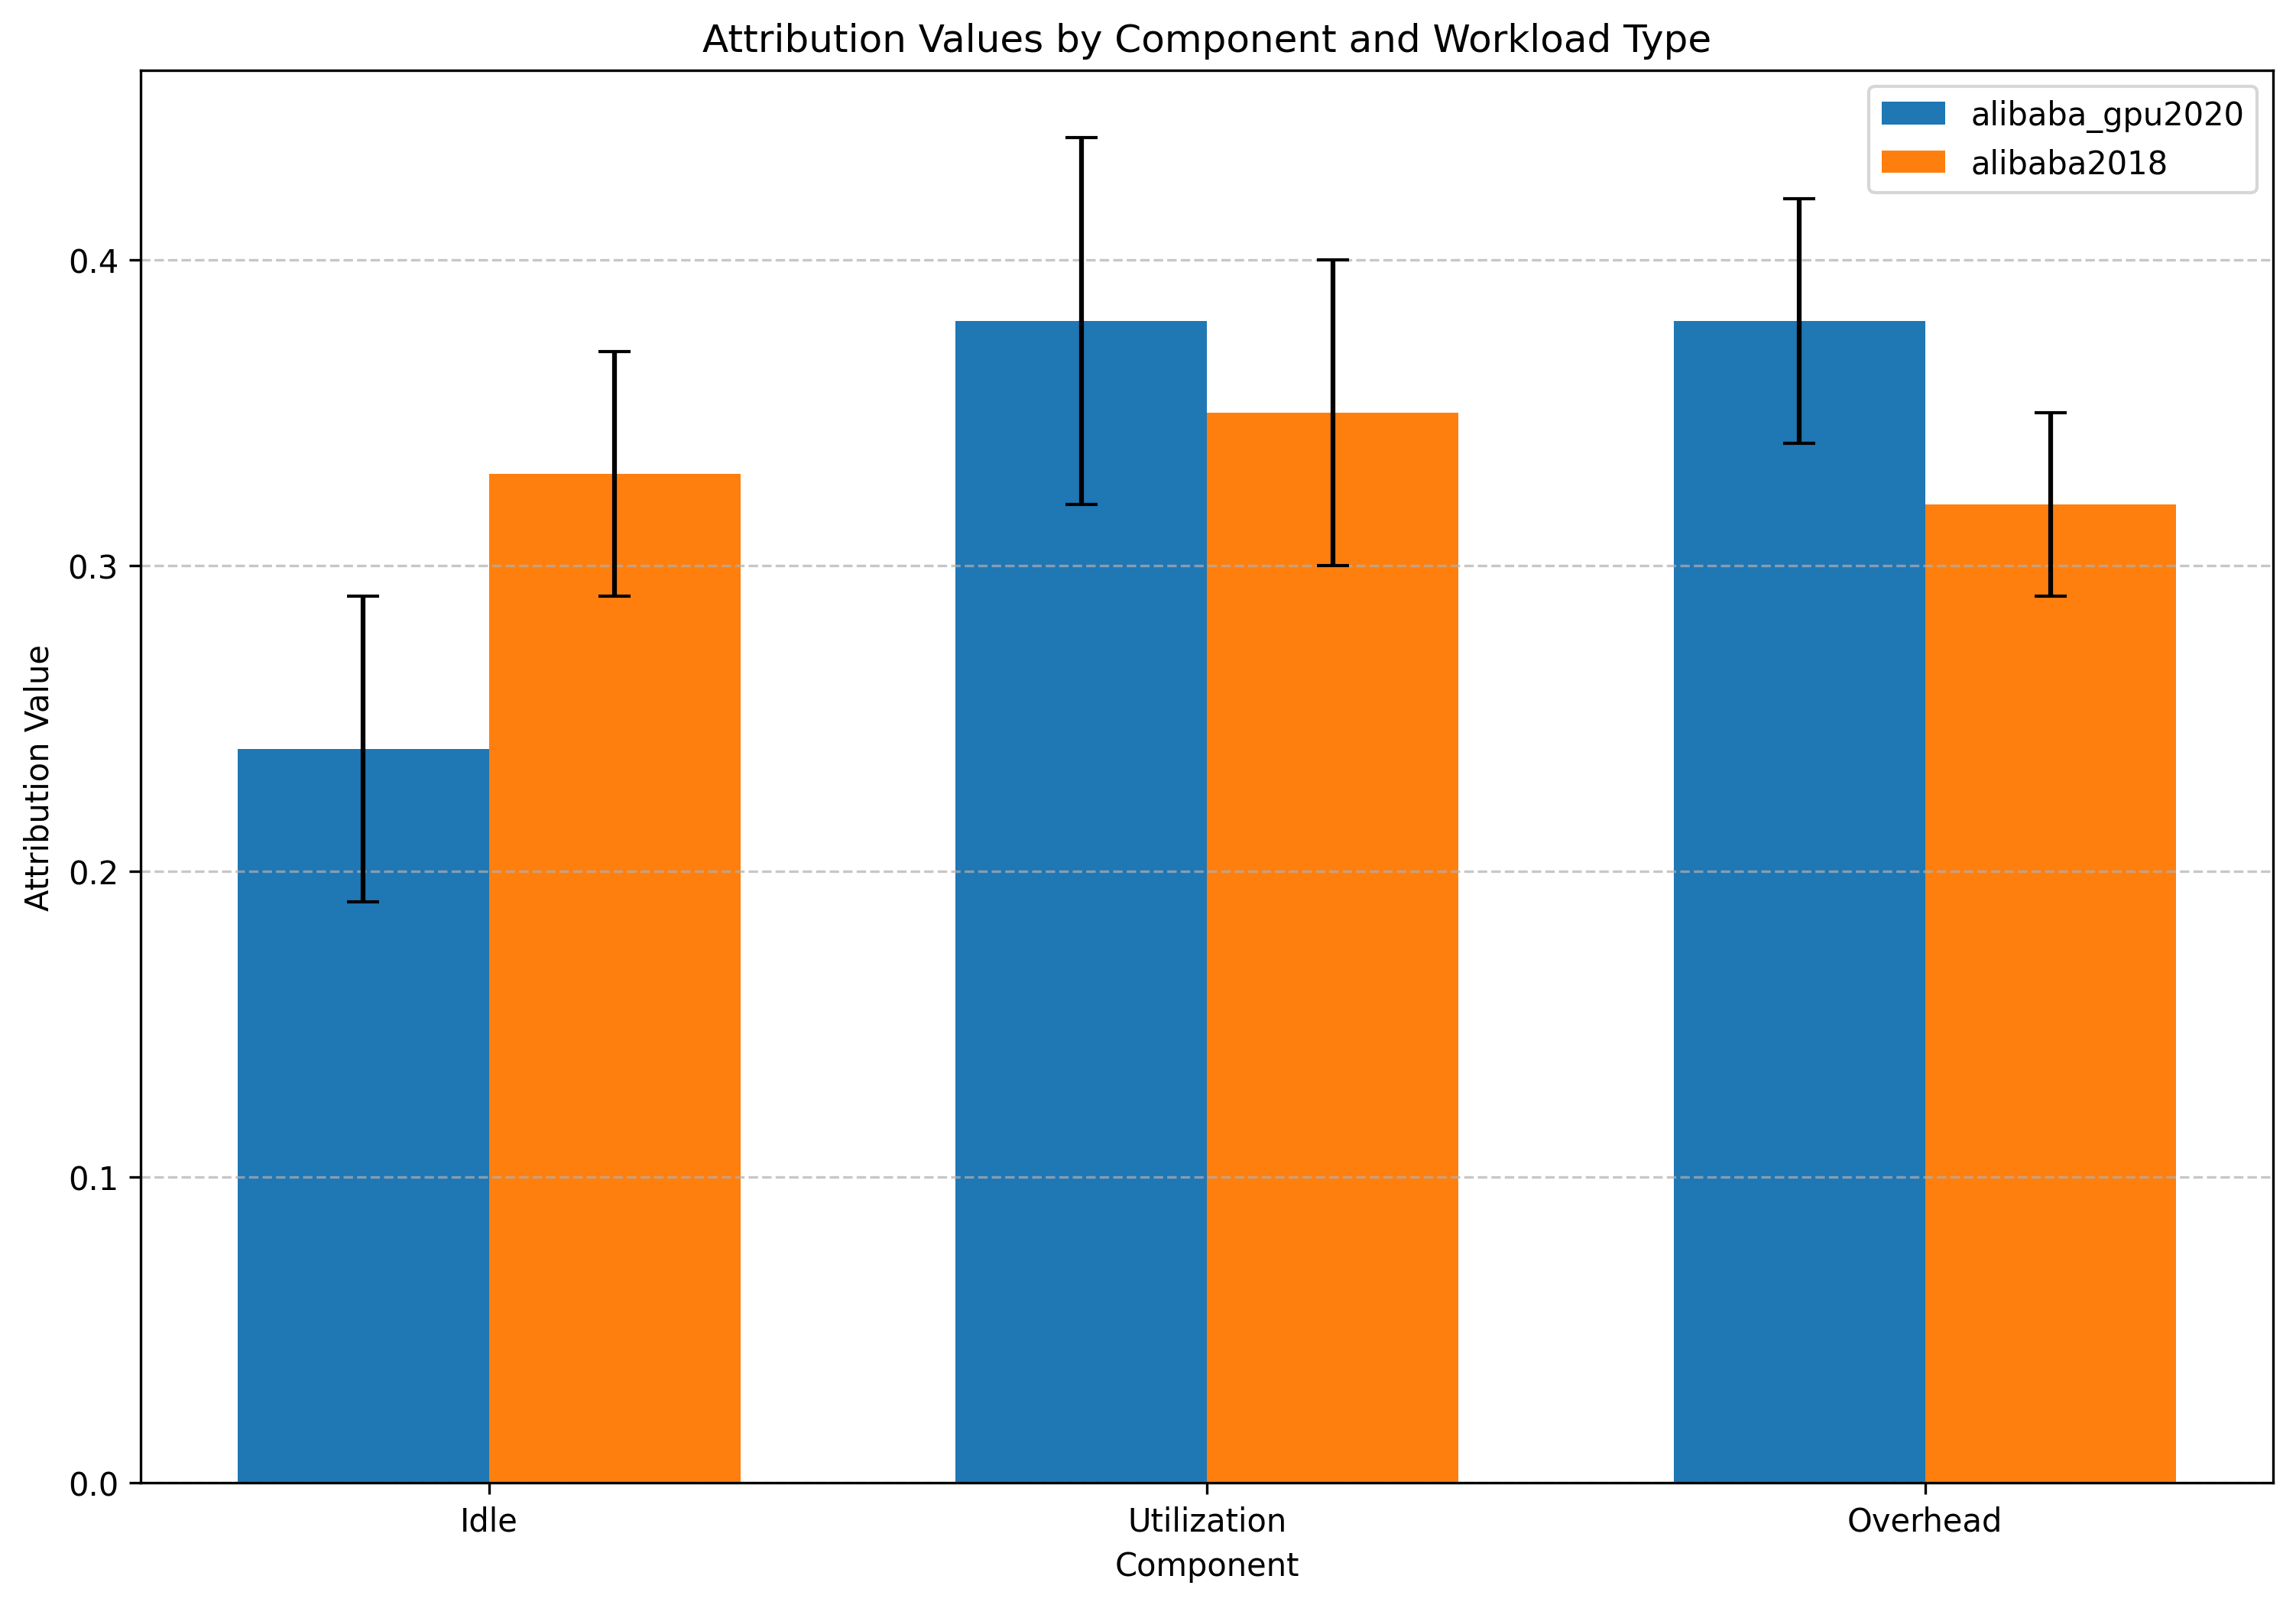 Attribution Values by Component and Workload Type
alibaba_gpu2020
alibaba2018
Attribution Value
0.4
0.3
0.2
0.1
0.0
Idle
Utilization
Overhead
Component